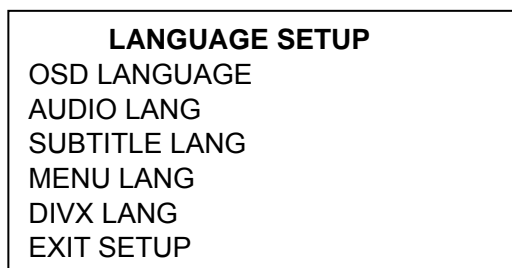 LANGUAGE SETUP
OSD LANGUAGE
AUDIO LANG
SUBTITLE LANG
MENU LANG
DIVX LANG
EXIT SETUP